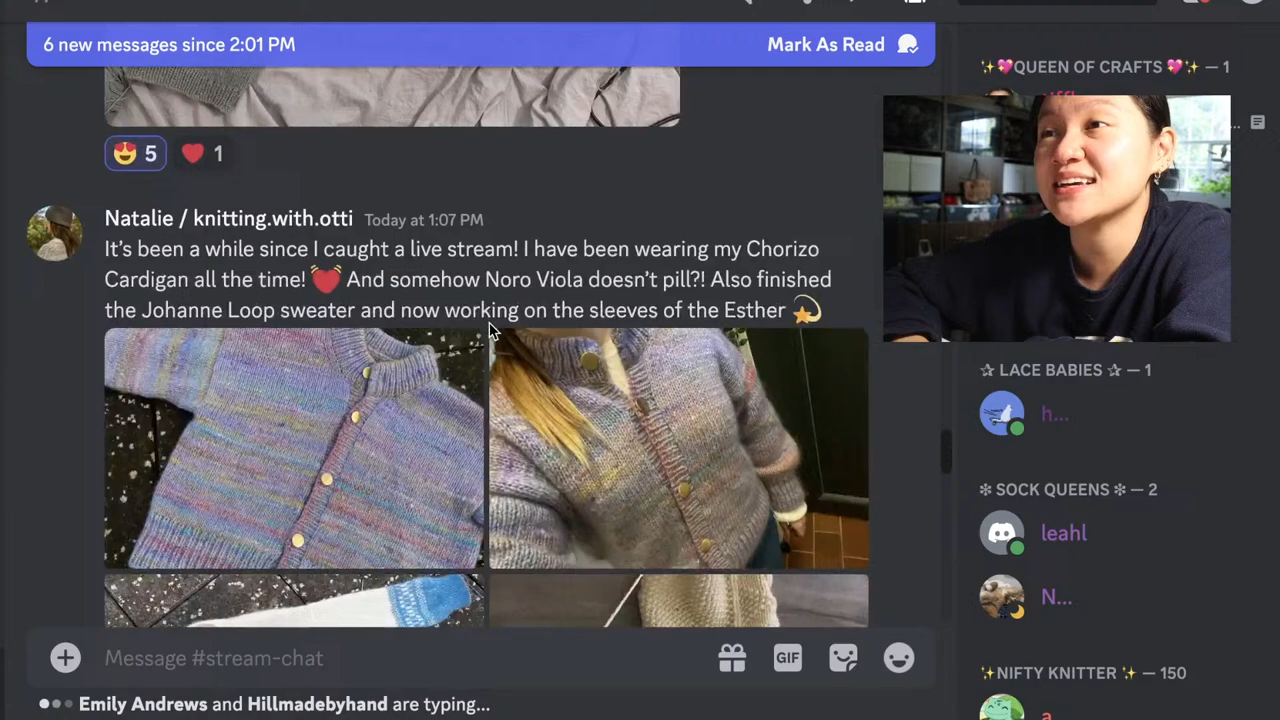 6 new messages since 2:01 PM
Mark As Read
✨💖QUEEN OF CRAFTS 💖✨ — 1
😍 5 ❤️ 1
Natalie / knitting.with.otti Today at 1:07 PM
It's been a while since I caught a live stream! I have been wearing my Chorizo
Cardigan all the time! 💓 And somehow Noro Viola doesn't pill?! Also finished
the Johanne Loop sweater and now working on the sleeves of the Esther 💫
✰ LACE BABIES ✰ — 1
h...
❄ SOCK QUEENS ❄ — 2
leahl
N...
✨NIFTY KNITTER ✨ — 150
Message #stream-chat
GIF
Emily Andrews and Hillmadebyhand are typing...